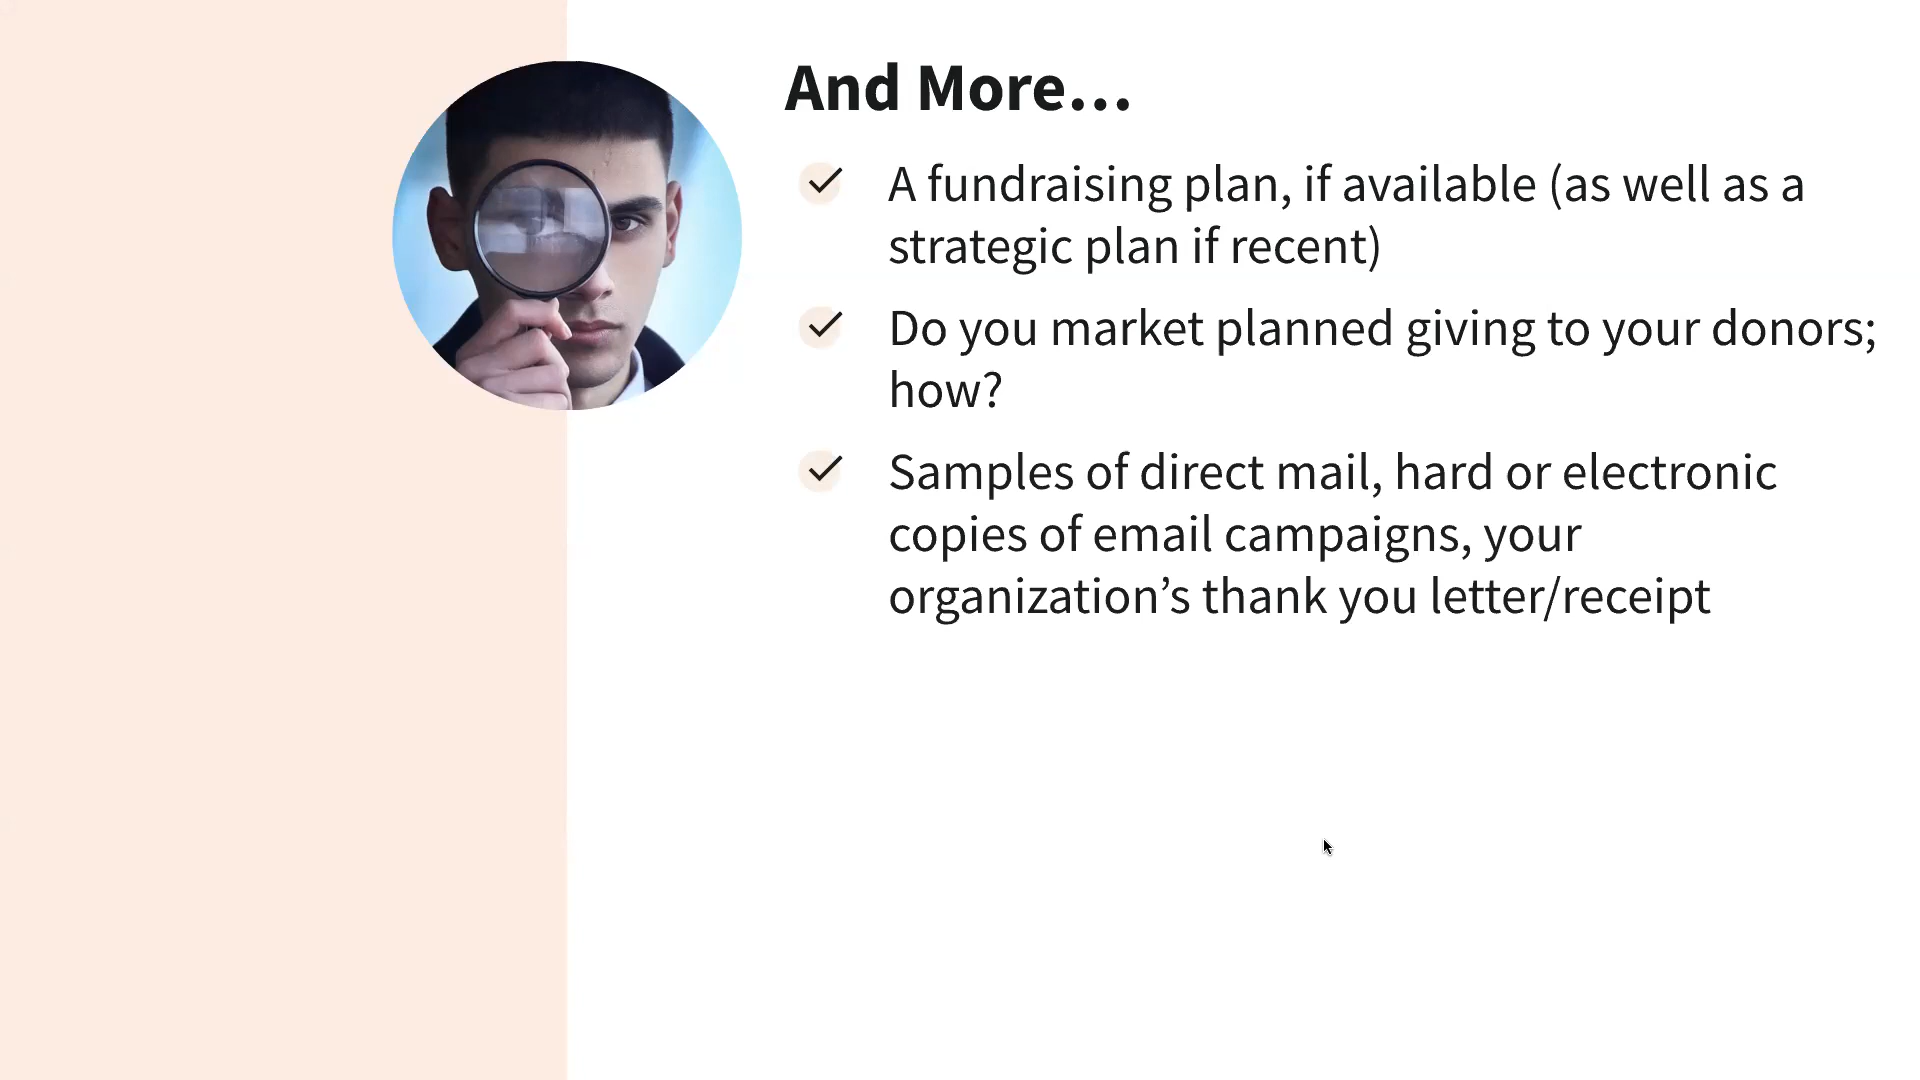 And More…
A fundraising plan, if available (as well as a
strategic plan if recent)
Do you market planned giving to your donors;
how?
Samples of direct mail, hard or electronic
copies of email campaigns, your
organization’s thank you letter/receipt